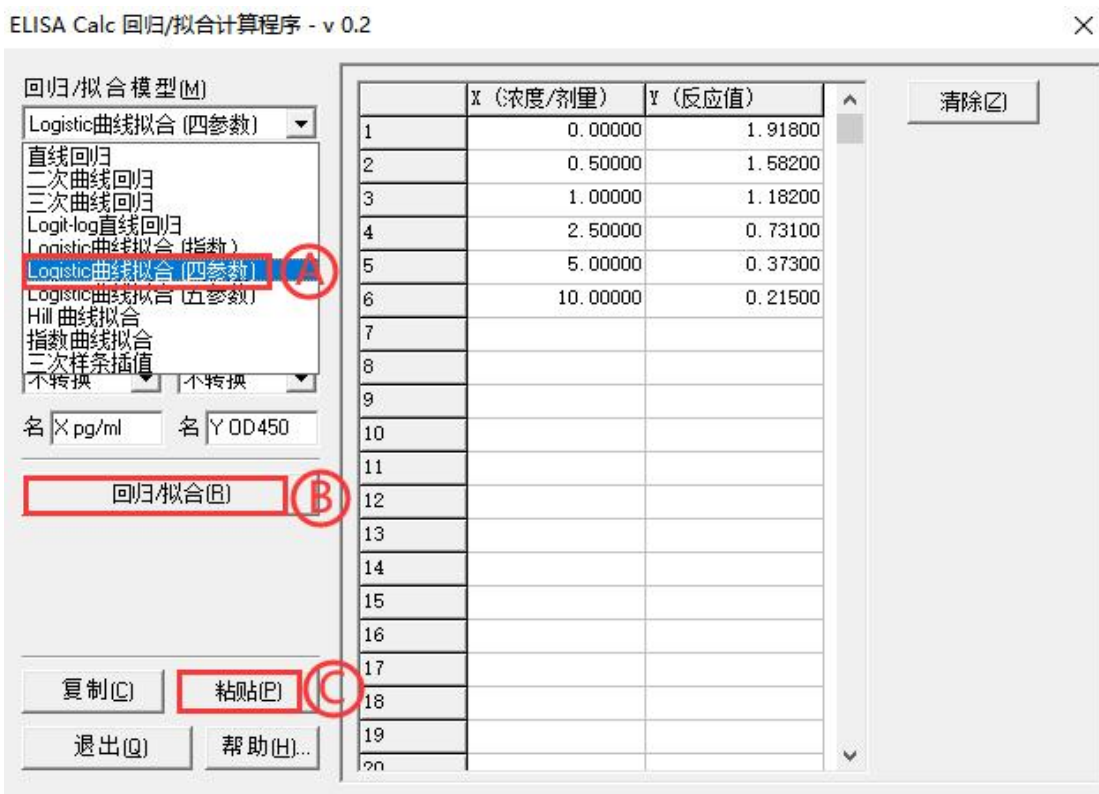 ELISA Calc 回归/拟合计算程序 - v 0.2
回归/拟合模型(M)
Logistic曲线拟合 (四参数)
直线回归
二次曲线回归
三次曲线回归
Logit-log直线回归
Logistic曲线拟合 (指数)
Logistic曲线拟合 (四参数)
A
Logistic曲线拟合 (五参数)
Hill 曲线拟合
指数曲线拟合
三次样条插值
不转换 不转换
名 X pg/ml 名 Y OD450
回归/拟合(R)
B
复制(C) 粘贴(P)
C
退出(Q) 帮助(H)...
X (浓度/剂量) Y (反应值)
1 0.00000 1.91800
2 0.50000 1.58200
3 1.00000 1.18200
4 2.50000 0.73100
5 5.00000 0.37300
6 10.00000 0.21500
7
8
9
10
11
12
13
14
15
16
17
18
19
20
清除(Z)